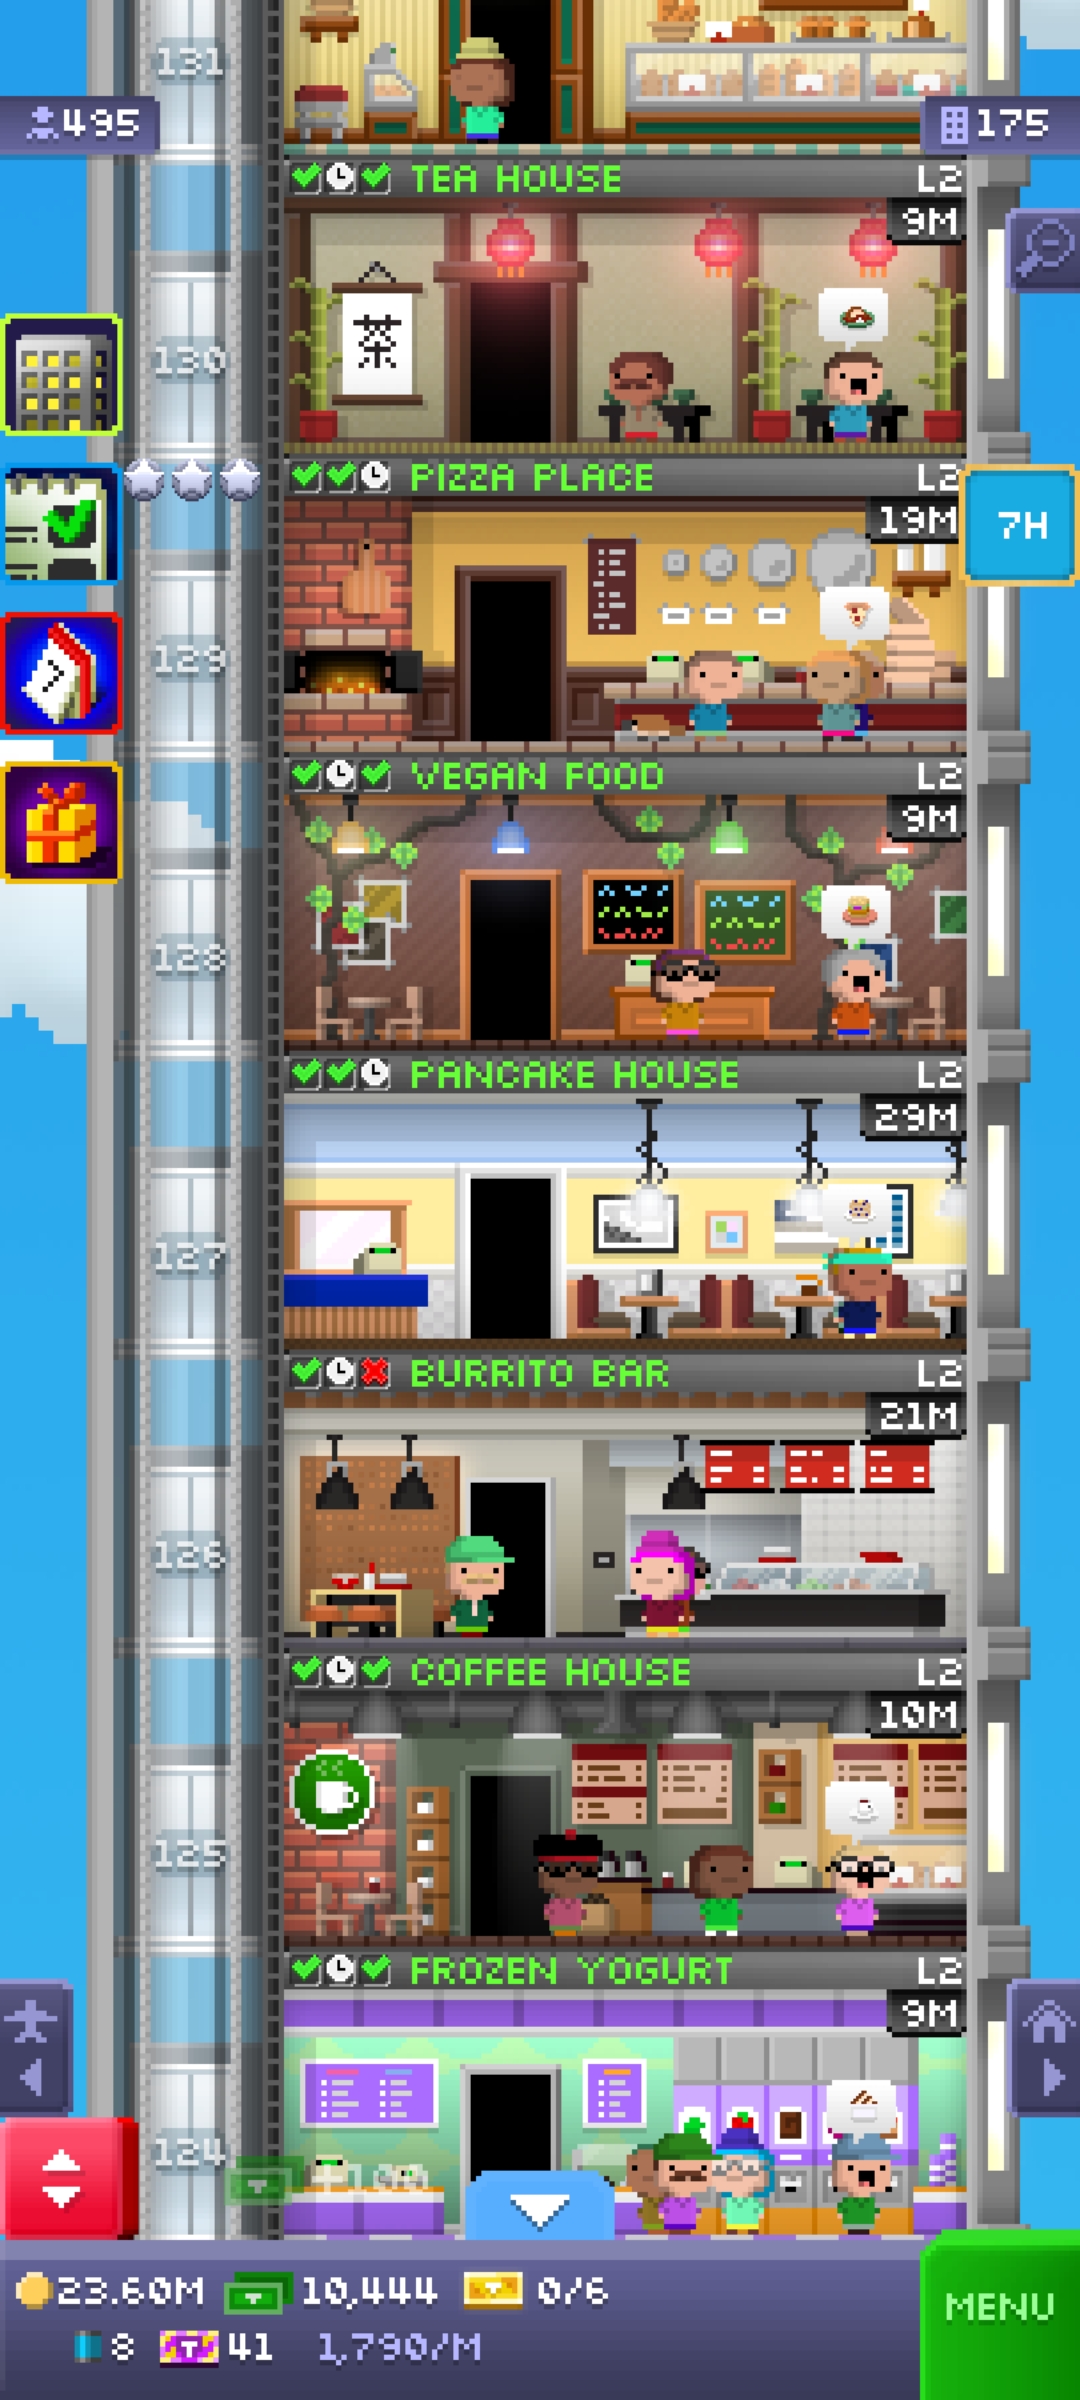 131
495
175
TEA HOUSE L2
9M
茶
130
PIZZA PLACE L2
19M
7H
129
7
VEGAN FOOD L2
9M
128
PANCAKE HOUSE L2
29M
127
BURRITO BAR L2
21M
126
COFFEE HOUSE L2
10M
125
FROZEN YOGURT L2
9M
124
23.60M 10,444 0/6
MENU
8 T 41 1,790/M